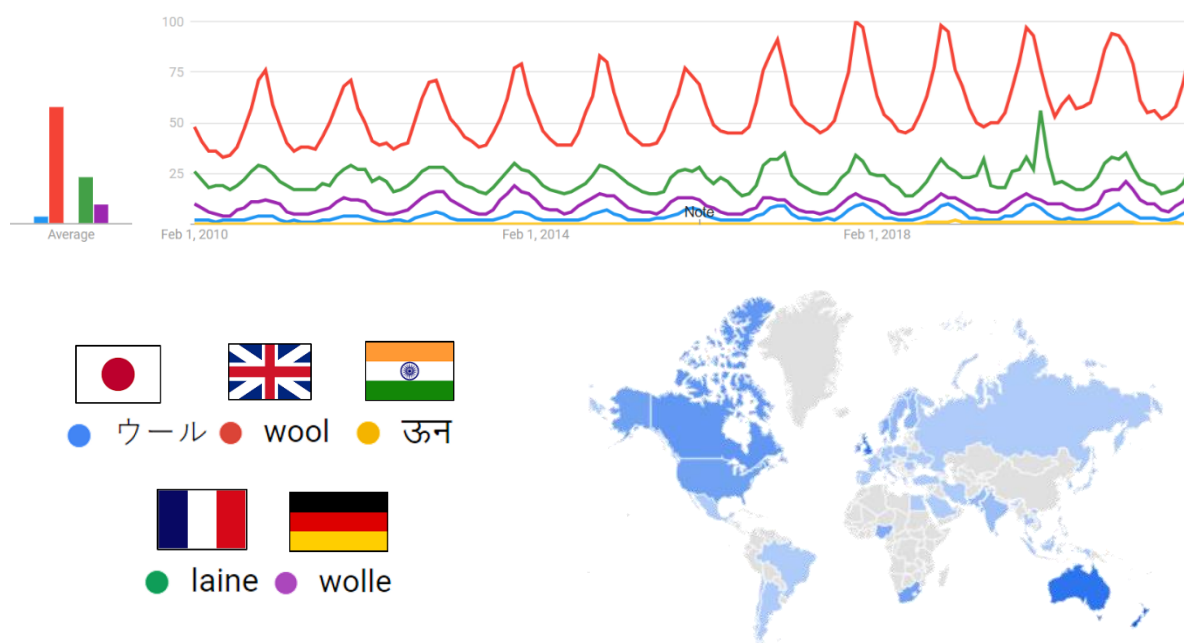 100
75
50
25
Note
Average
Feb 1, 2010
Feb 1, 2014
Feb 1, 2018
ウール
wool
ऊन
laine
wolle